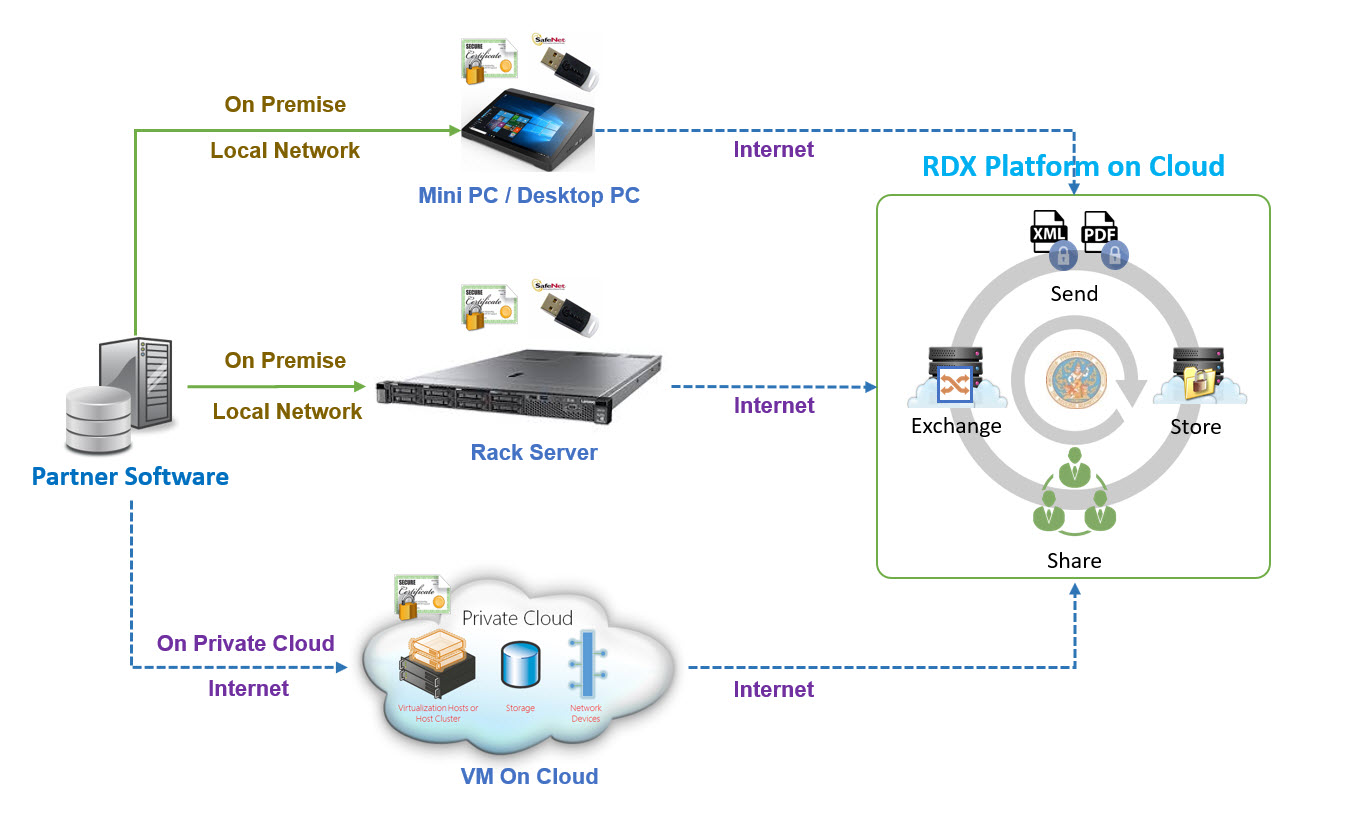 SafeNet
SECURE
Certificate
On Premise
Local Network
Mini PC / Desktop PC
Internet
RDX Platform on Cloud
XML
PDF
Send
SafeNet
SECURE
Certificate
On Premise
Local Network
Rack Server
Internet
Exchange
Store
Share
Partner Software
SECURE
Certificate
Private Cloud
On Private Cloud
Internet
Virtualization Hosts or
Host Cluster
Storage
Network
Devices
Internet
VM On Cloud